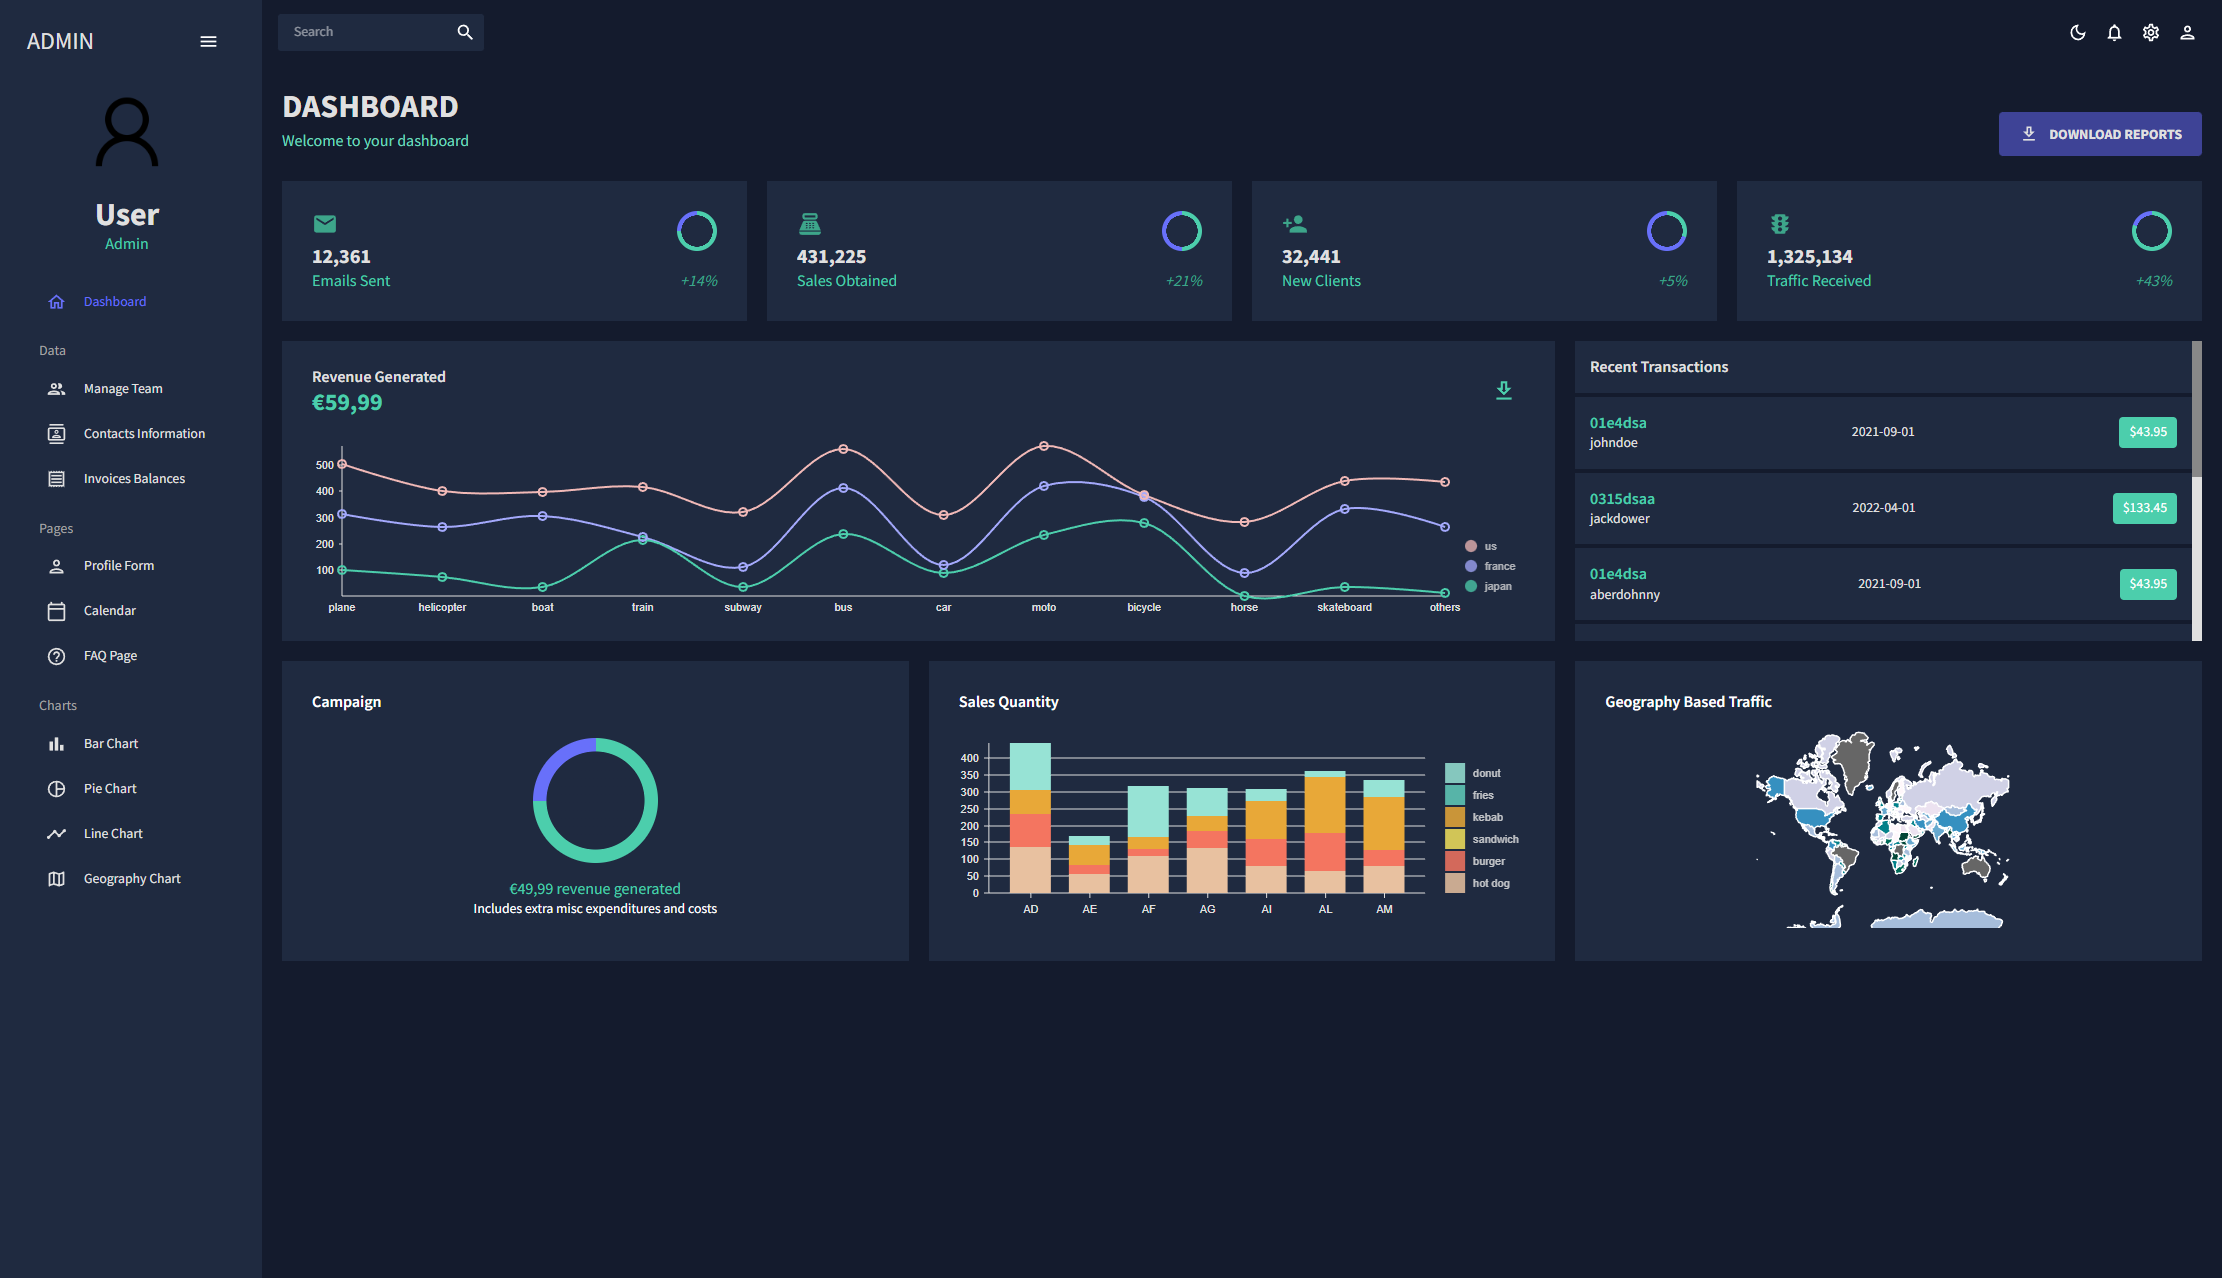 ADMIN
Search
User
Admin
Dashboard
Data
Manage Team
Contacts Information
Invoices Balances
Pages
Profile Form
Calendar
FAQ Page
Charts
Bar Chart
Pie Chart
Line Chart
Geography Chart
DASHBOARD
Welcome to your dashboard
DOWNLOAD REPORTS
12,361
Emails Sent +14%
431,225
Sales Obtained +21%
32,441
New Clients +5%
1,325,134
Traffic Received +43%
Revenue Generated
€59,99
500
400
300
200
100
plane helicopter boat train subway bus car moto bicycle horse skateboard others
us
france
japan
Recent Transactions
01e4dsa
johndoe
2021-09-01
$43.95
0315dsaa
jackdower
2022-04-01
$133.45
01e4dsa
aberdohnny
2021-09-01
$43.95
Campaign
€49,99 revenue generated
Includes extra misc expenditures and costs
Sales Quantity
400
350
300
250
200
150
100
50
0
AD AE AF AG AI AL AM
donut
fries
kebab
sandwich
burger
hot dog
Geography Based Traffic